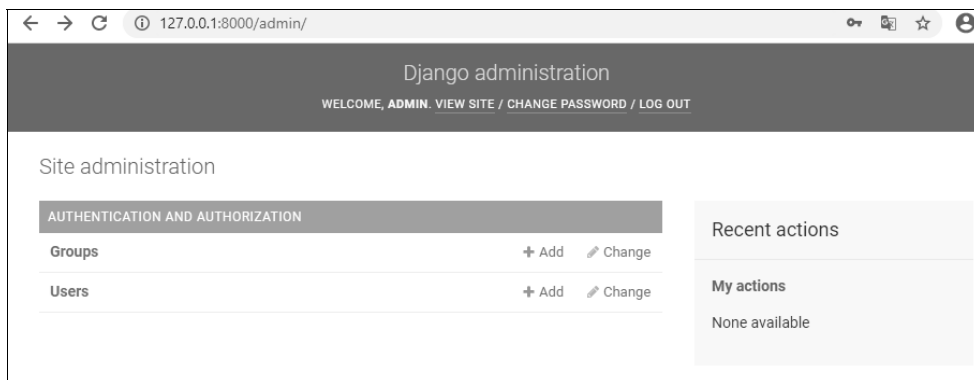 127.0.0.1:8000/admin/
Django administration
WELCOME, ADMIN. VIEW SITE / CHANGE PASSWORD / LOG OUT
Site administration
AUTHENTICATION AND AUTHORIZATION
Groups + Add Change
Users + Add Change
Recent actions
My actions
None available